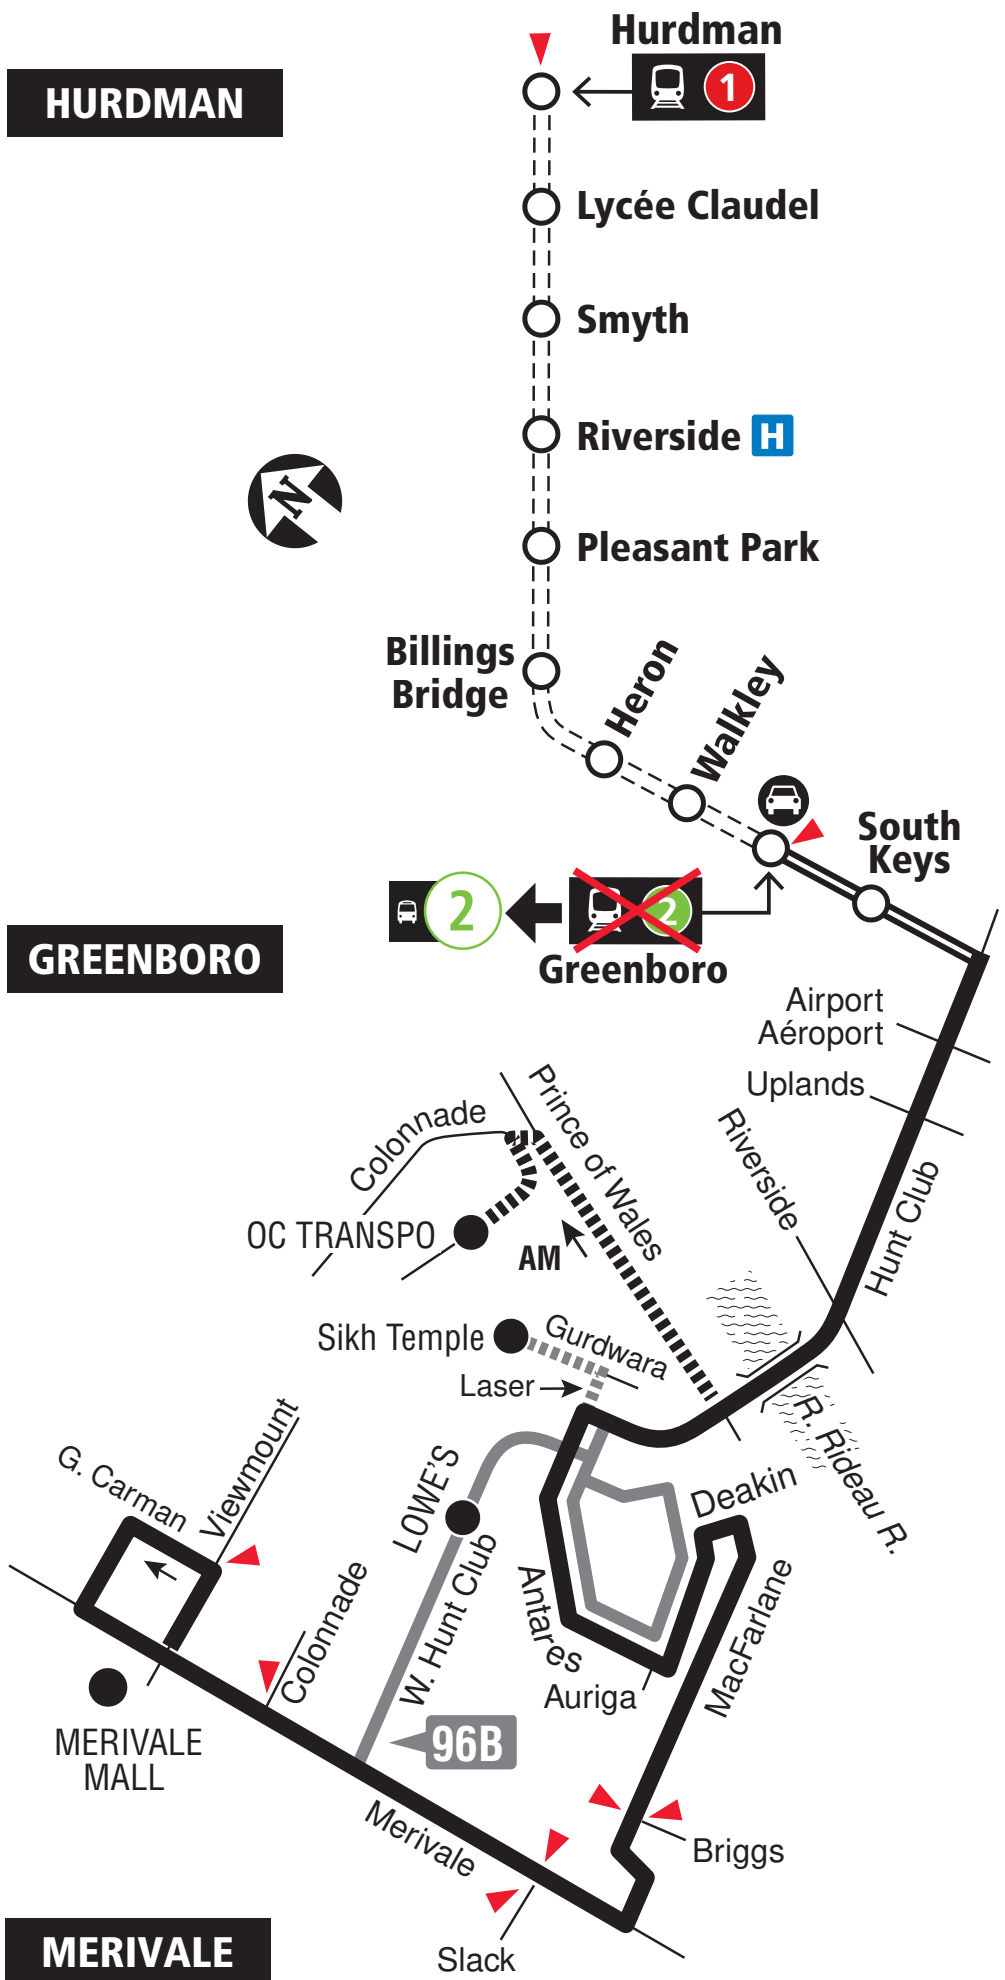 Hurdman
1
HURDMAN
Lycée Claudel
Smyth
Riverside H
N
Pleasant Park
Billings
Bridge
Heron
Walkley
South
Keys
2
2
GREENBORO
Greenboro
Airport
Aéroport
Uplands
Prince of Wales
Colonnade
Riverside
Hunt Club
OC TRANSPO
AM
Sikh Temple
Gurdwara
Laser
R. Rideau R.
G. Carman
Viewmount
LOWE'S
Deakin
W. Hunt Club
Antares
Colonnade
MacFarlane
Auriga
96B
MERIVALE
MALL
Merivale
Briggs
MERIVALE
Slack